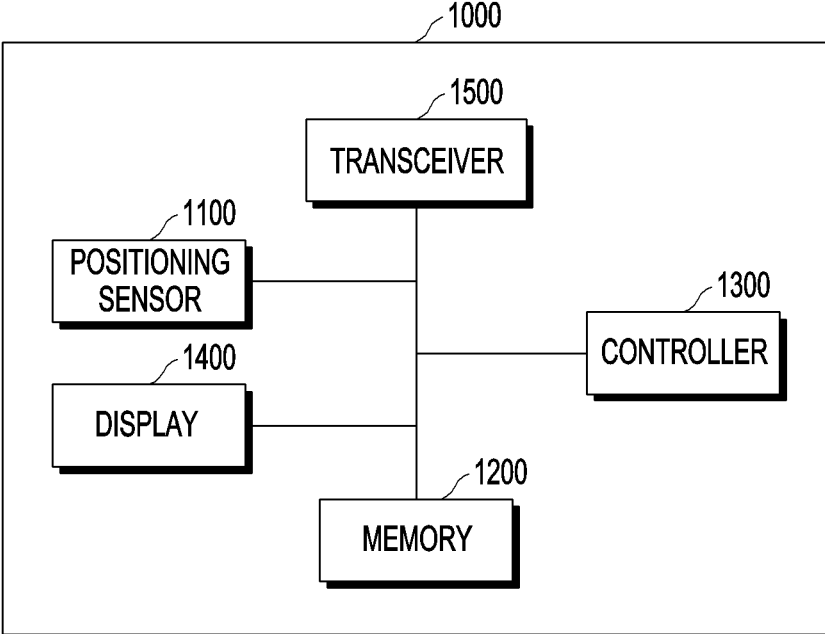 1000
1500
TRANSCEIVER
1100
POSITIONING
SENSOR
1300
CONTROLLER
1400
DISPLAY
1200
MEMORY